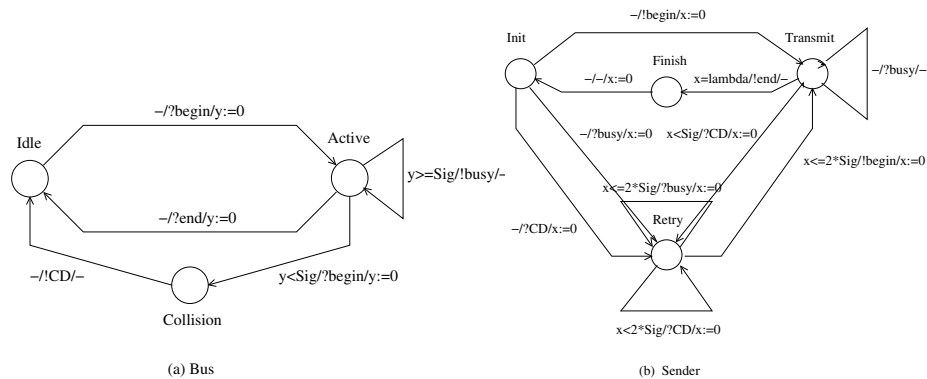 −/?begin/y:=0
Idle
Active
y>=Sig/!busy/−
−/?end/y:=0
−/!CD/−
y<Sig/?begin/y:=0
Collision
(a) Bus
−/!begin/x:=0
Init
Transmit
Finish
−/−/x:=0
x=lambda/!end/−
−/?busy/−
−/?busy/x:=0
x<Sig/?CD/x:=0
x<=2*Sig/!begin/x:=0
x<=2*Sig/?busy/x:=0
Retry
−/?CD/x:=0
x<2*Sig/?CD/x:=0
(b) Sender